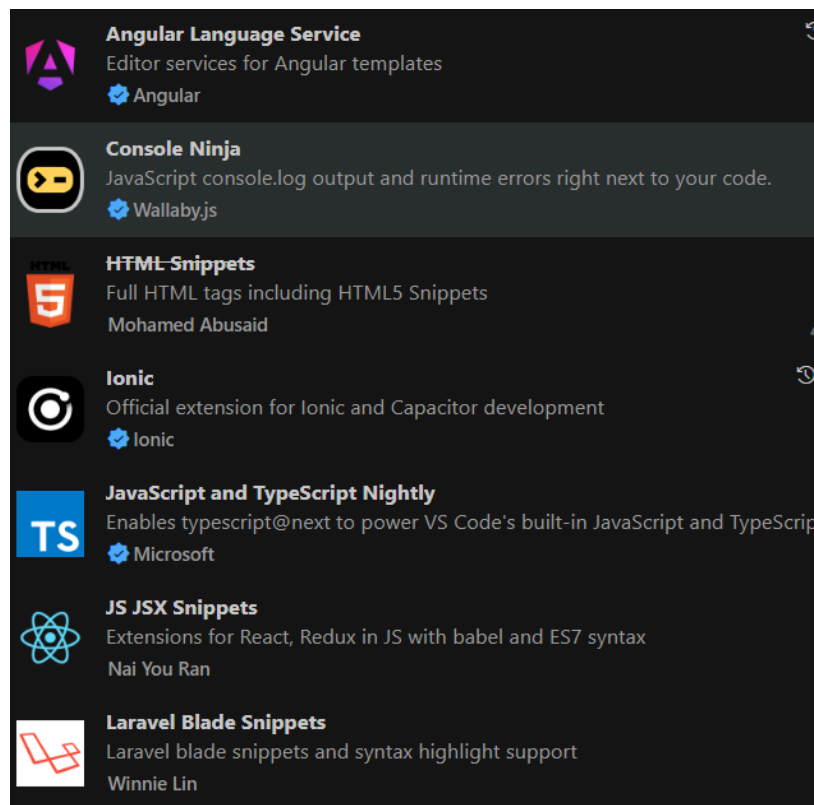 Angular Language Service
Editor services for Angular templates
Angular
Console Ninja
JavaScript console.log output and runtime errors right next to your code.
Wallaby.js
HTML
5
HTML Snippets
Full HTML tags including HTML5 Snippets
Mohamed Abusaid
Ionic
Official extension for Ionic and Capacitor development
Ionic
TS
JavaScript and TypeScript Nightly
Enables typescript@next to power VS Code's built-in JavaScript and TypeScrip
Microsoft
JS JSX Snippets
Extensions for React, Redux in JS with babel and ES7 syntax
Nai You Ran
Laravel Blade Snippets
Laravel blade snippets and syntax highlight support
Winnie Lin